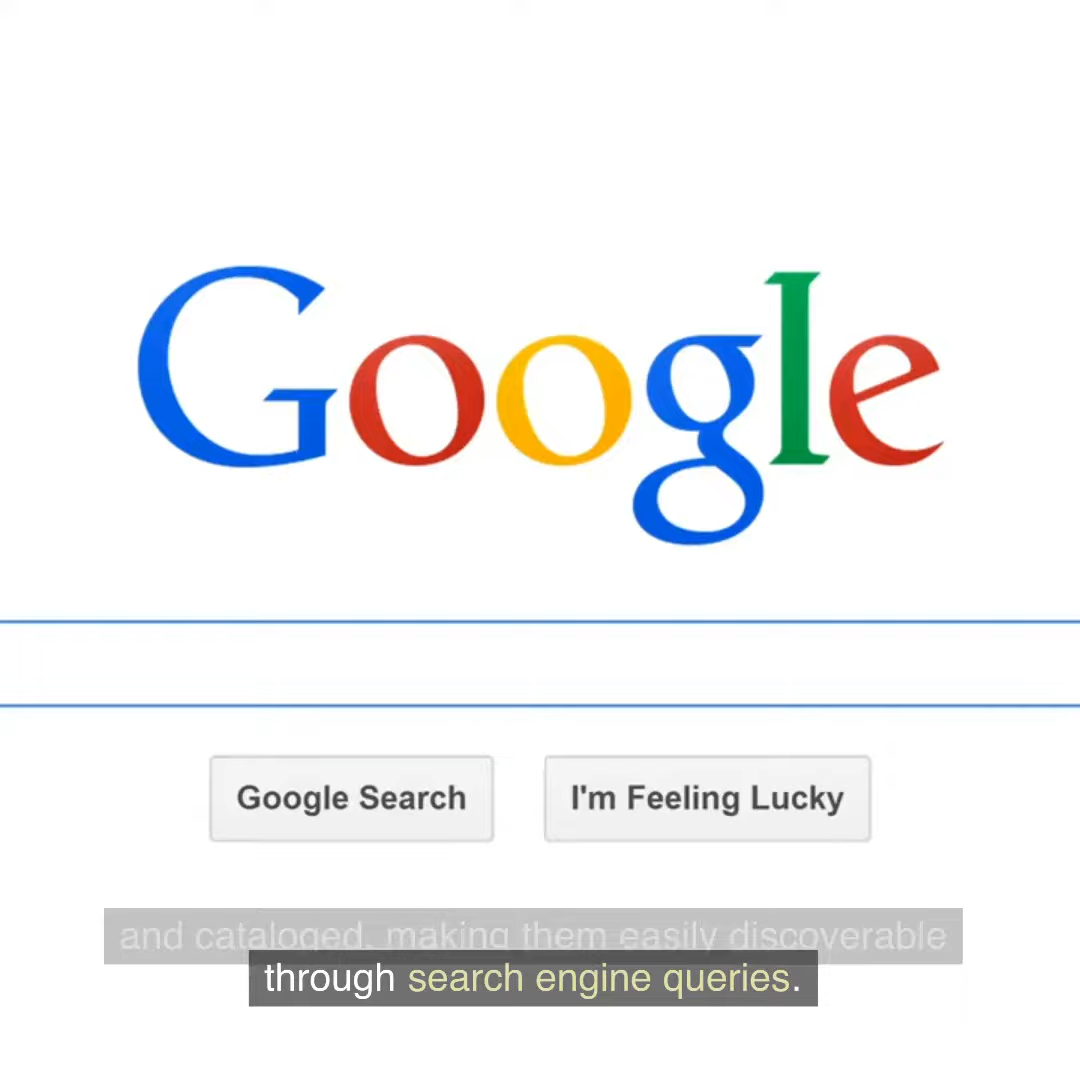 Google
Google Search
I'm Feeling Lucky
and cataloged, making them easily discoverable
through search engine queries.